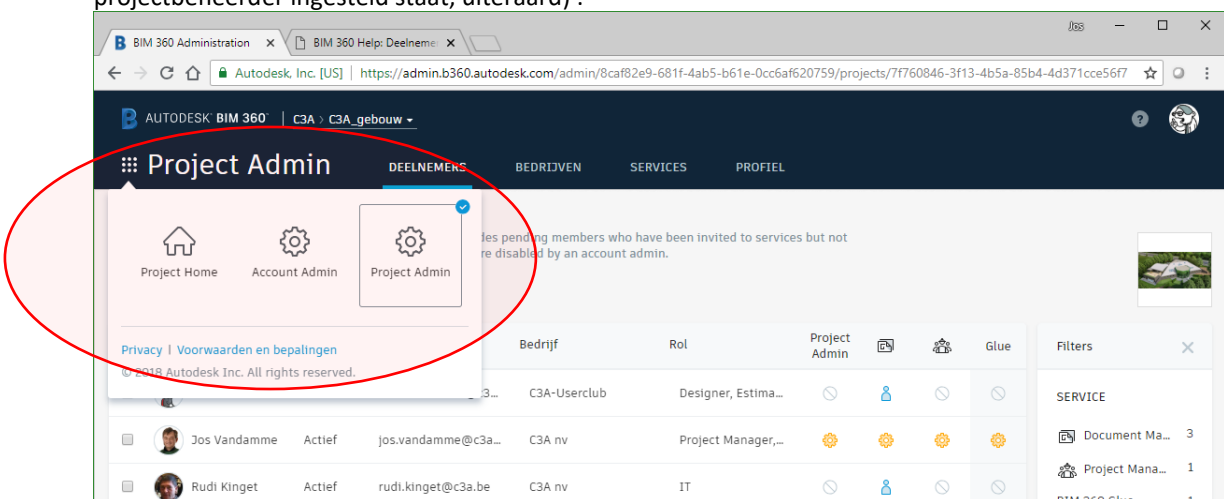 projectbeheerder ingesteld staat, uiteraard) :
Jos
BIM 360 Administration
BIM 360 Help: Deelneme
Autodesk, Inc. [US] | https://admin.b360.autodesk.com/admin/8caf82e9-681f-4ab5-b61e-0cc6af620759/projects/7f760846-3f13-4b5a-85b4-4d371cce56f7
AUTODESK® BIM 360™ | C3A > C3A_gebouw
Project Admin DEELNEMERS BEDRIJVEN SERVICES PROFIEL
des pending members who have been invited to services but not
re disabled by an account admin.
Project Home Account Admin Project Admin
Privacy | Voorwaarden en bepalingen
© 2018 Autodesk Inc. All rights reserved.
Bedrijf Rol Project Admin Glue Filters
C3A-Userclub Designer, Estima...
SERVICE
Jos Vandamme Actief jos.vandamme@c3a... C3A nv Project Manager,... Document Ma... 3
Project Mana... 1
Rudi Kinget Actief rudi.kinget@c3a.be C3A nv IT
BIM 360 Glue